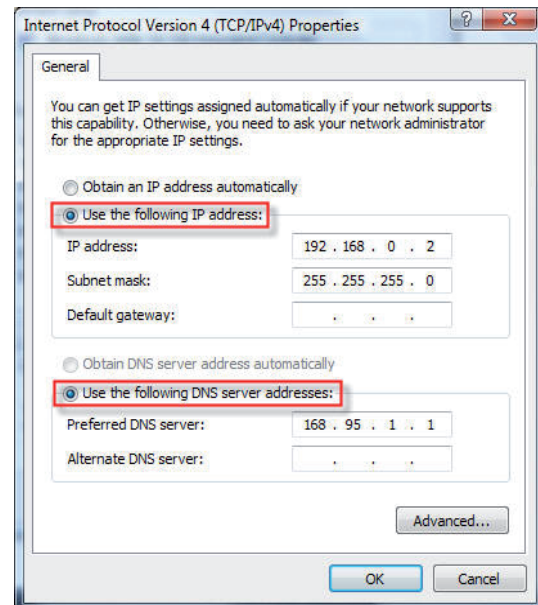 Internet Protocol Version 4 (TCP/IPv4) Properties
General
You can get IP settings assigned automatically if your network supports
this capability. Otherwise, you need to ask your network administrator
for the appropriate IP settings.
Obtain an IP address automatically
Use the following IP address:
IP address: 192 . 168 . 0 . 2
Subnet mask: 255 . 255 . 255 . 0
Default gateway: . . .
Obtain DNS server address automatically
Use the following DNS server addresses:
Preferred DNS server: 168 . 95 . 1 . 1
Alternate DNS server: . . .
Advanced...
OK Cancel